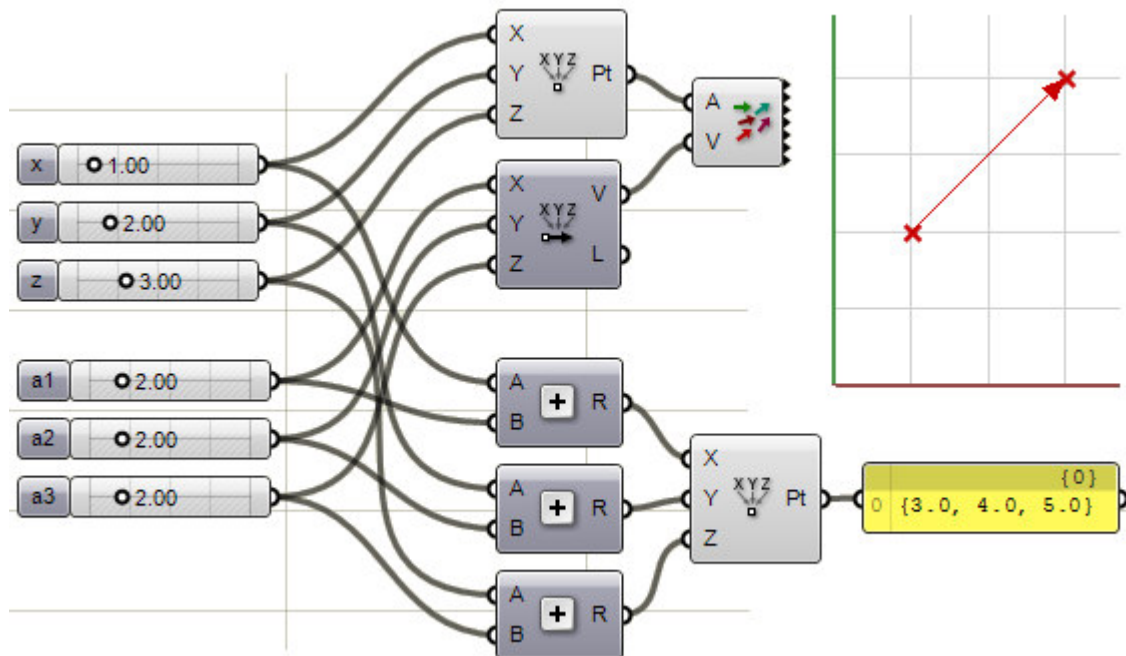 X
Y
Z
X Y Z
Pt
A
V
x
1.00
y
2.00
z
3.00
X
Y
Z
X Y Z
V
L
a1
2.00
a2
2.00
a3
2.00
A
B
+
R
A
B
+
R
A
B
+
R
X
Y
Z
X Y Z
Pt
{0}
0 {3.0, 4.0, 5.0}